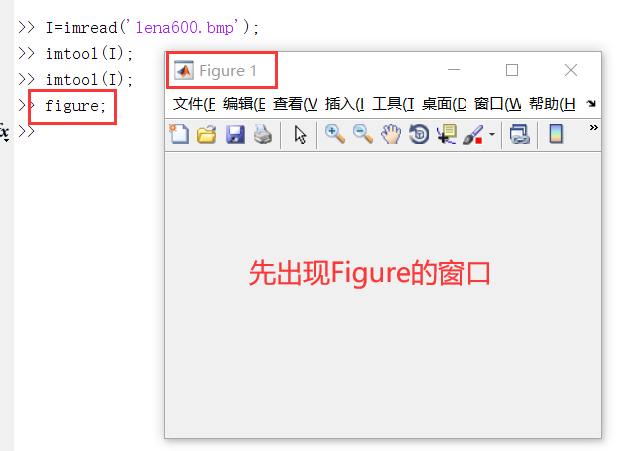 >> I=imread('lena600.bmp');
>> imtool(I);
>> imtool(I);
>> figure;
fx >>
Figure 1
文件(F 编辑(E 查看(V 插入(I 工具(T 桌面(D 窗口(W 帮助(H
先出现Figure的窗口